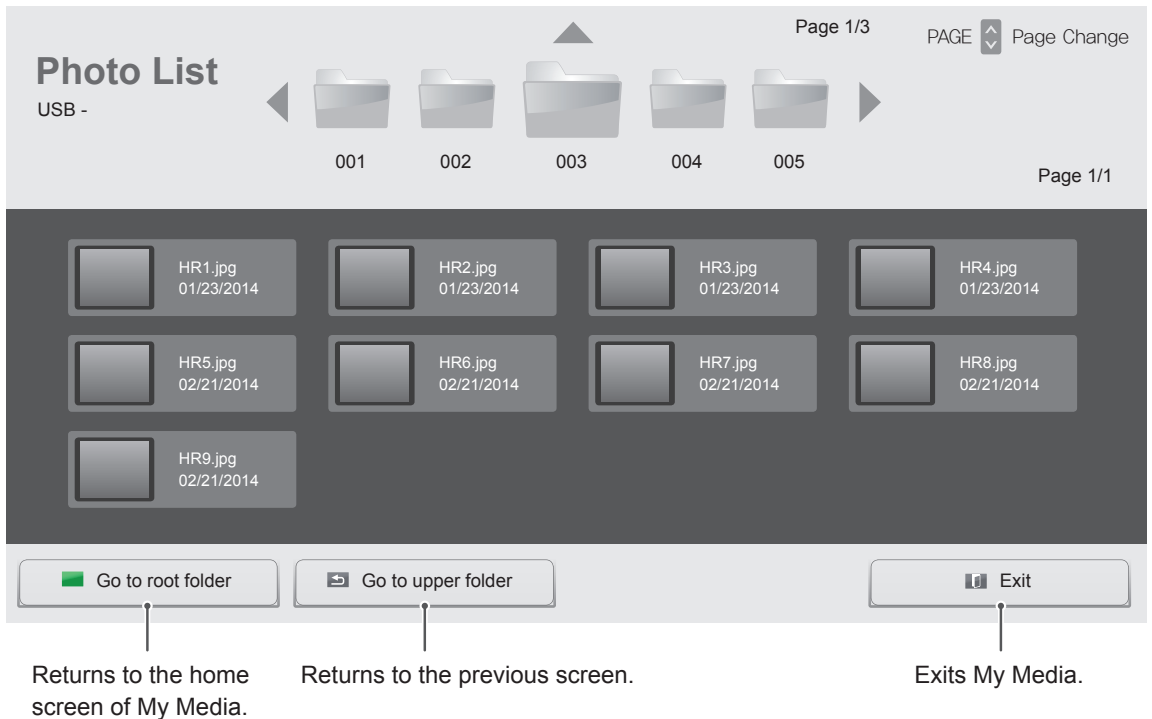 Page 1/3
PAGE Page Change
Photo List
USB -
001 002 003 004 005
Page 1/1
HR1.jpg
01/23/2014
HR2.jpg
01/23/2014
HR3.jpg
01/23/2014
HR4.jpg
01/23/2014
HR5.jpg
02/21/2014
HR6.jpg
02/21/2014
HR7.jpg
02/21/2014
HR8.jpg
02/21/2014
HR9.jpg
02/21/2014
Go to root folder
Go to upper folder
Exit
Returns to the home
screen of My Media.
Returns to the previous screen.
Exits My Media.